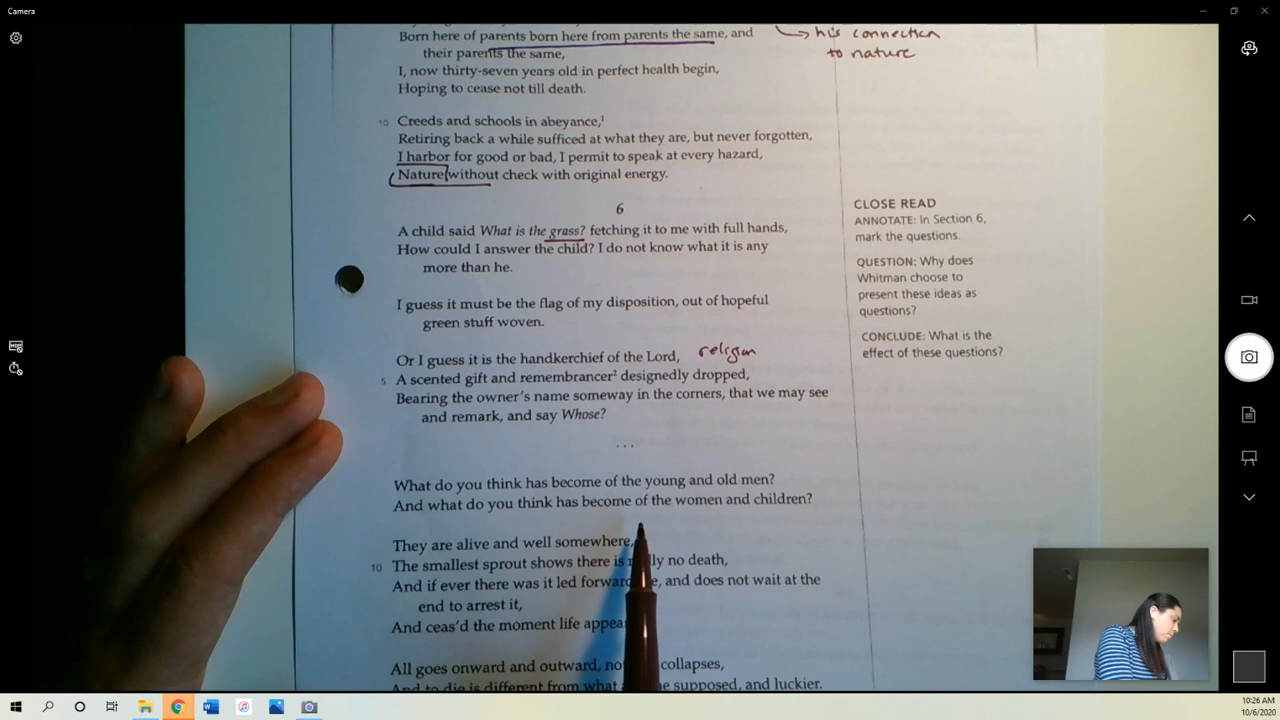 Camera
Born here of parents born here from parents the same, and
their parents the same,
I, now thirty-seven years old in perfect health begin,
Hoping to cease not till death.
his connection
to nature
10 Creeds and schools in abeyance,1
Retiring back a while sufficed at what they are, but never forgotten,
I harbor for good or bad, I permit to speak at every hazard,
Nature without check with original energy.
6
A child said What is the grass? fetching it to me with full hands,
How could I answer the child? I do not know what it is any
more than he.
I guess it must be the flag of my disposition, out of hopeful
green stuff woven.
Or I guess it is the handkerchief of the Lord, religion
5 A scented gift and remembrancer2 designedly dropped,
Bearing the owner's name someway in the corners, that we may see
and remark, and say Whose?
...
What do you think has become of the young and old men?
And what do you think has become of the women and children?
They are alive and well somewhere,
10 The smallest sprout shows there is no death,
And if ever there was it led forward and does not wait at the
end to arrest it,
And ceas'd the moment life
All goes onward and outward, collapses,
And to die is different from what supposed, and luckier.
CLOSE READ
ANNOTATE: In Section 6,
mark the questions.
QUESTION: Why does
Whitman choose to
present these ideas as
questions?
CONCLUDE: What is the
effect of these questions?
HDR
10:26 AM
10/6/2020